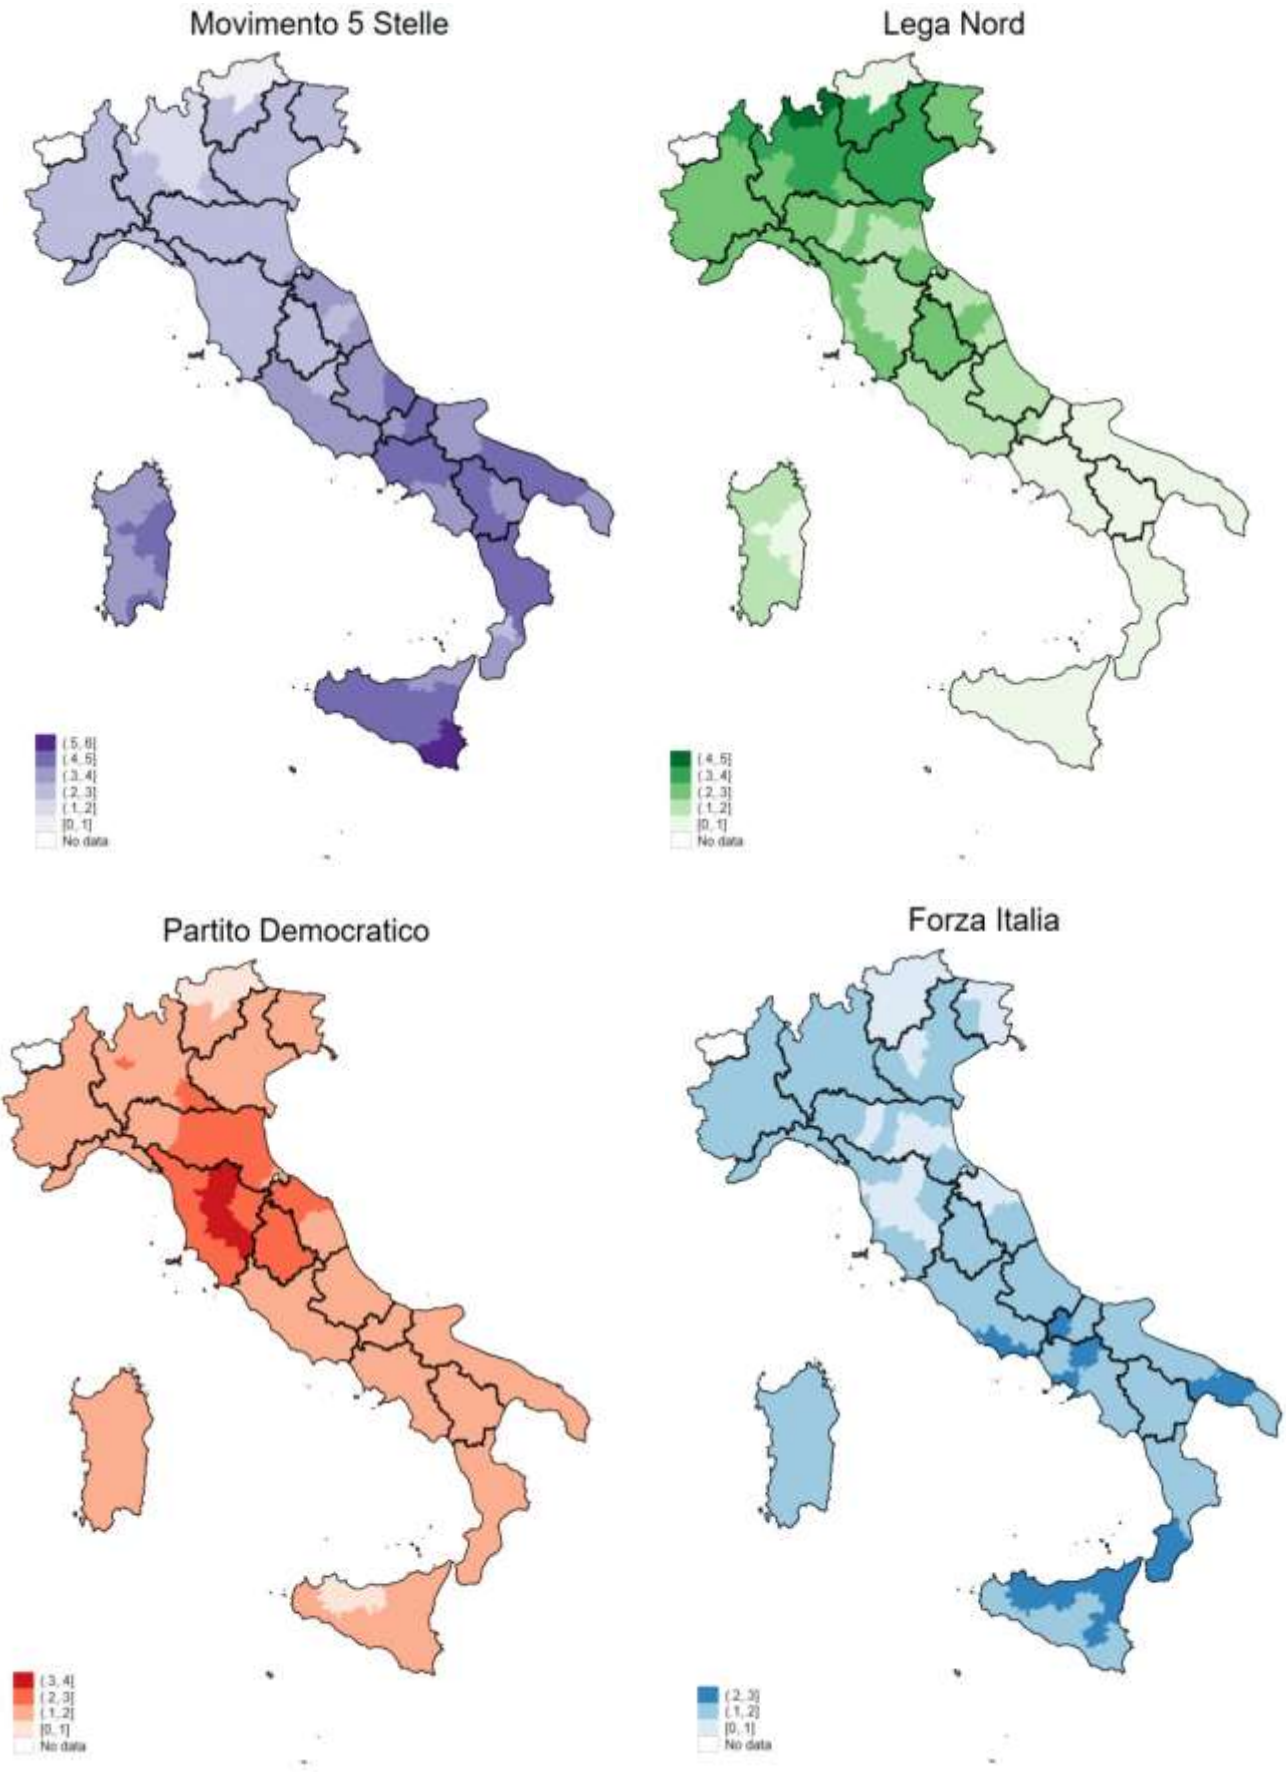 Movimento 5 Stelle
Lega Nord
(.5,.6]
(.4,.5]
(.3,.4]
(.2,.3]
(.1,.2]
[0,.1]
No data
(.4,.5]
(.3,.4]
(.2,.3]
(.1,.2]
[0,.1]
No data
Partito Democratico
Forza Italia
(.3,.4]
(.2,.3]
(.1,.2]
[0,.1]
No data
(.2,.3]
(.1,.2]
[0,.1]
No data